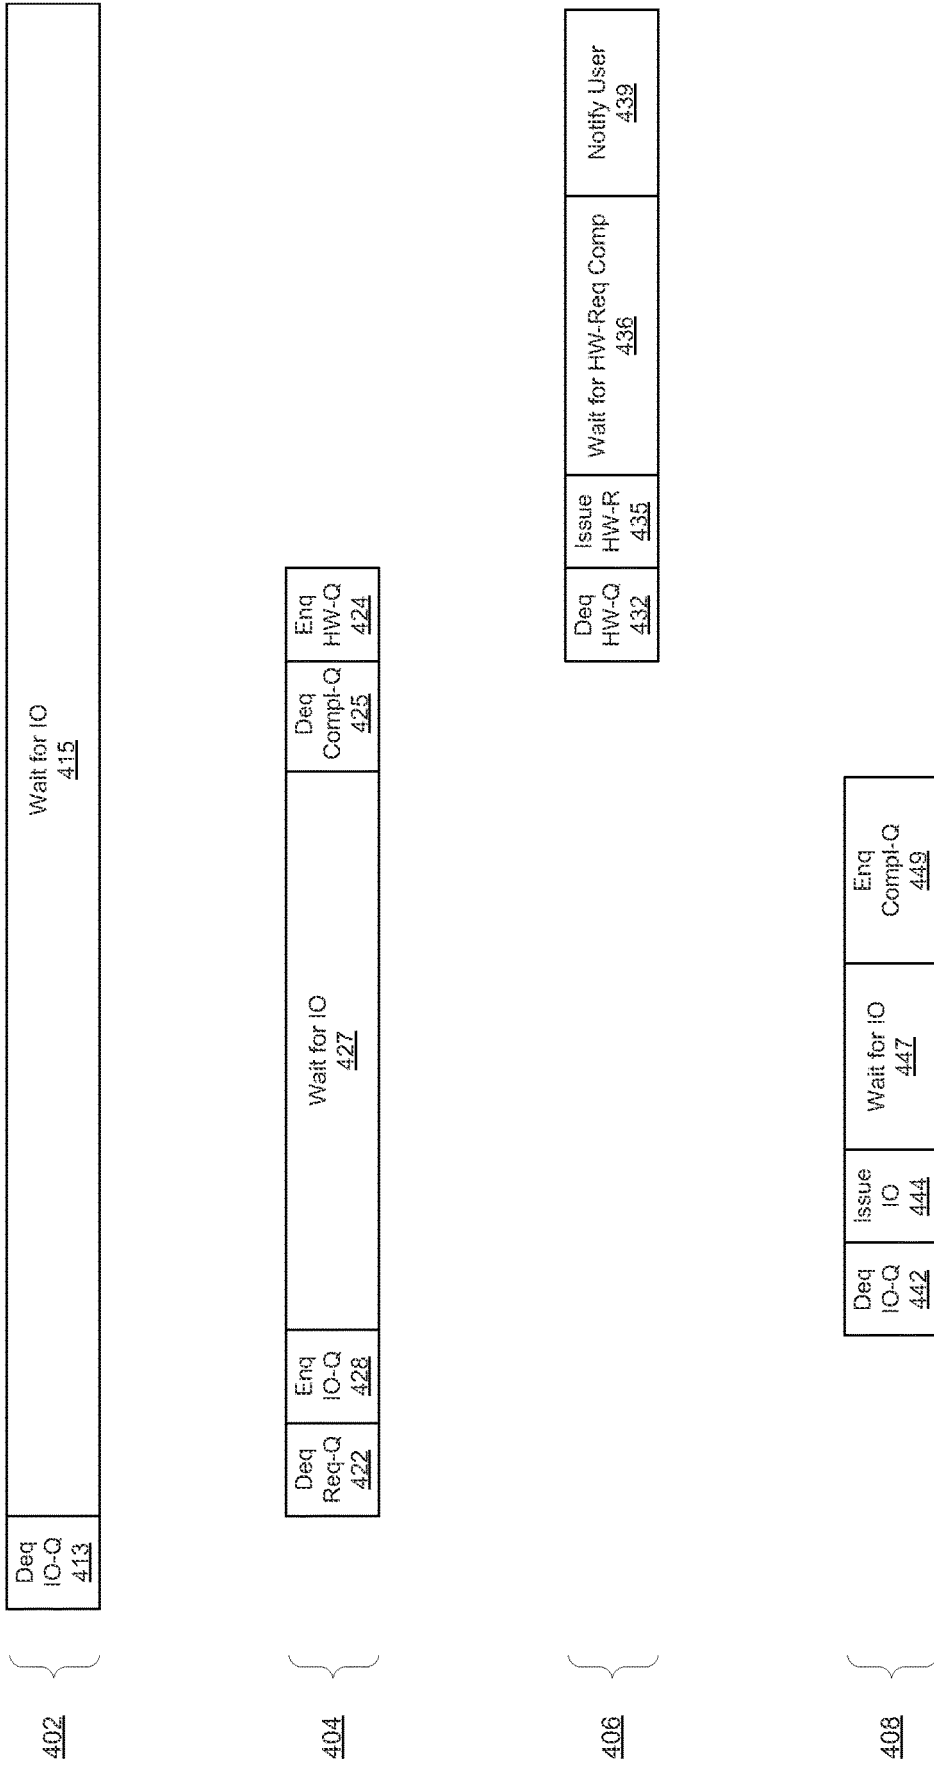 402
Deq
IO-Q
413
Wait for IO
415
404
Deq
Req-Q
422
Enq
IO-Q
428
Wait for IO
427
Deq
Compl-Q
425
Enq
HW-Q
424
406
Deq
HW-Q
432
Issue
HW-R
435
Wait for HW-Req Comp
436
Notify User
439
408
Deq
IO-Q
442
Issue
IO
444
Wait for IO
447
Enq
Compl-Q
449